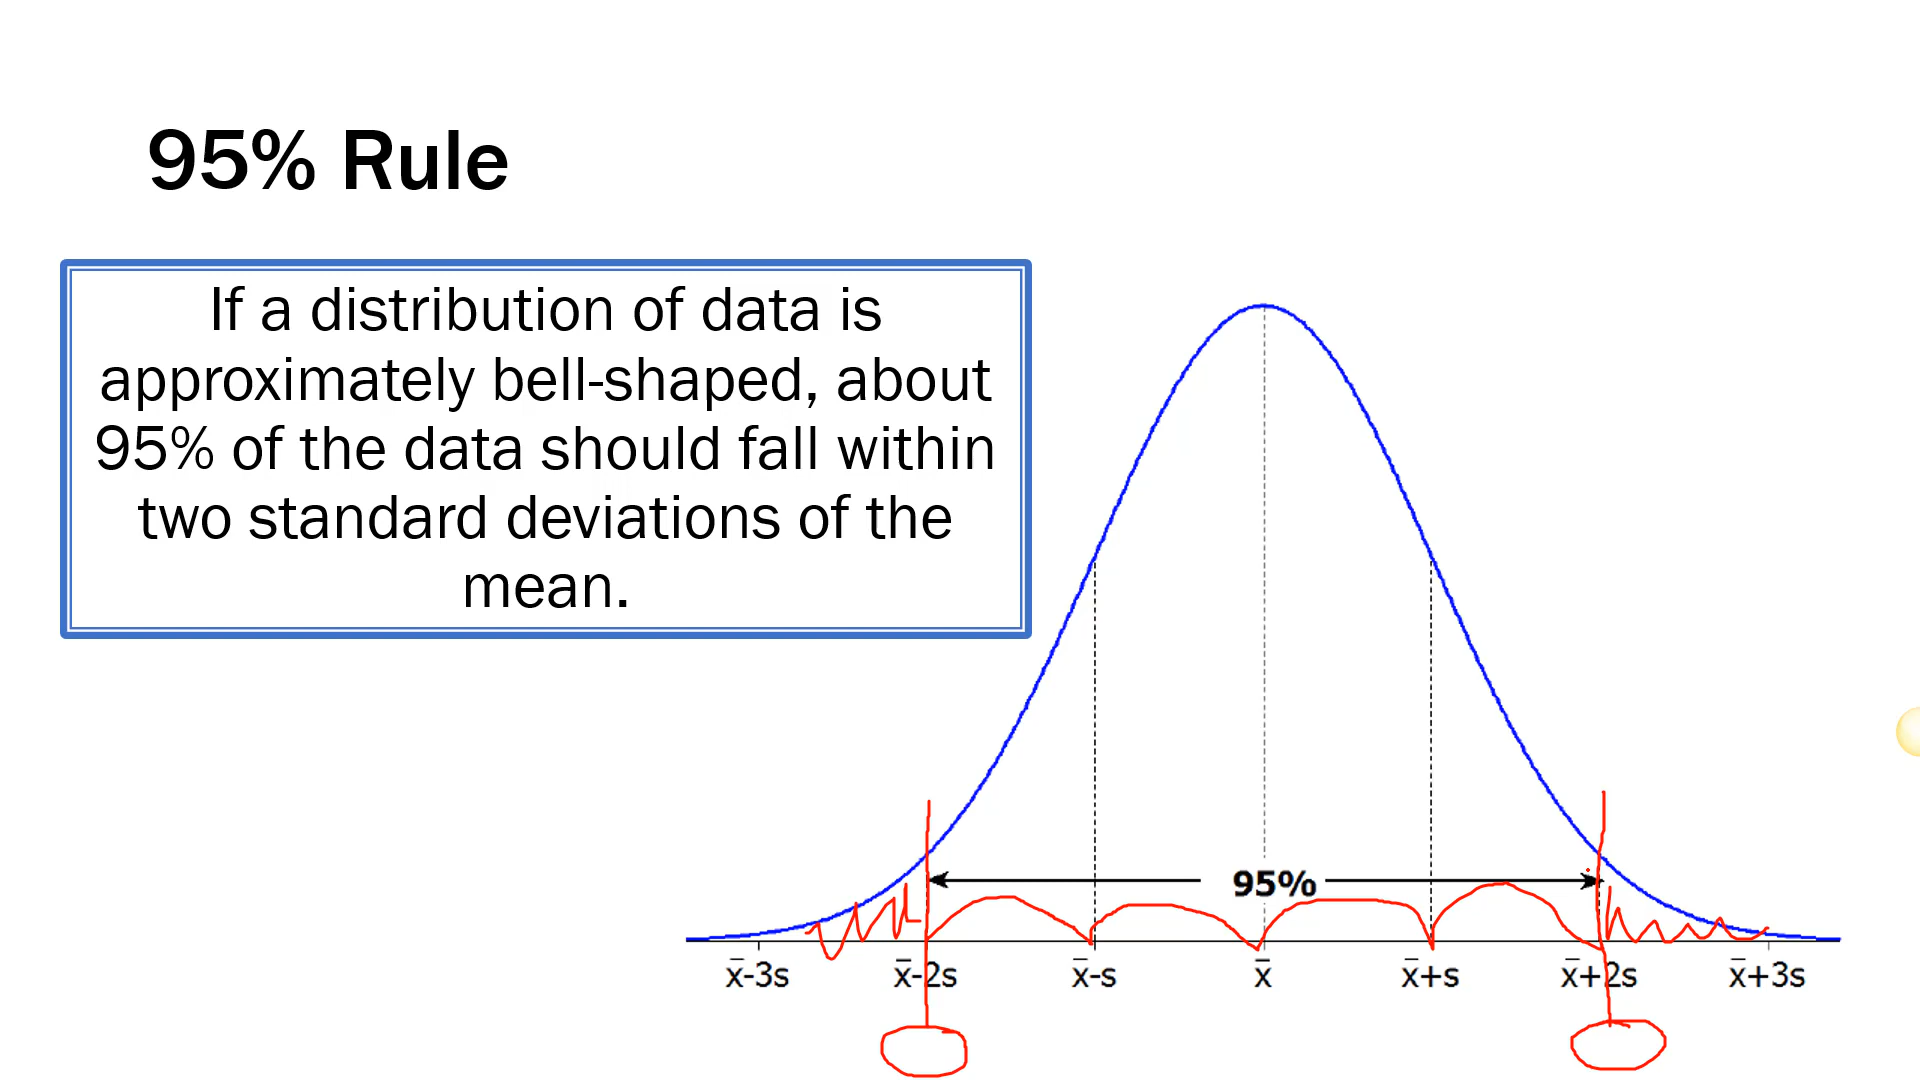 95% Rule
If a distribution of data is
approximately bell-shaped, about
95% of the data should fall within
two standard deviations of the
mean.
95%
x̄-3s x̄-2s x̄-s x̄ x̄+s x̄+2s x̄+3s